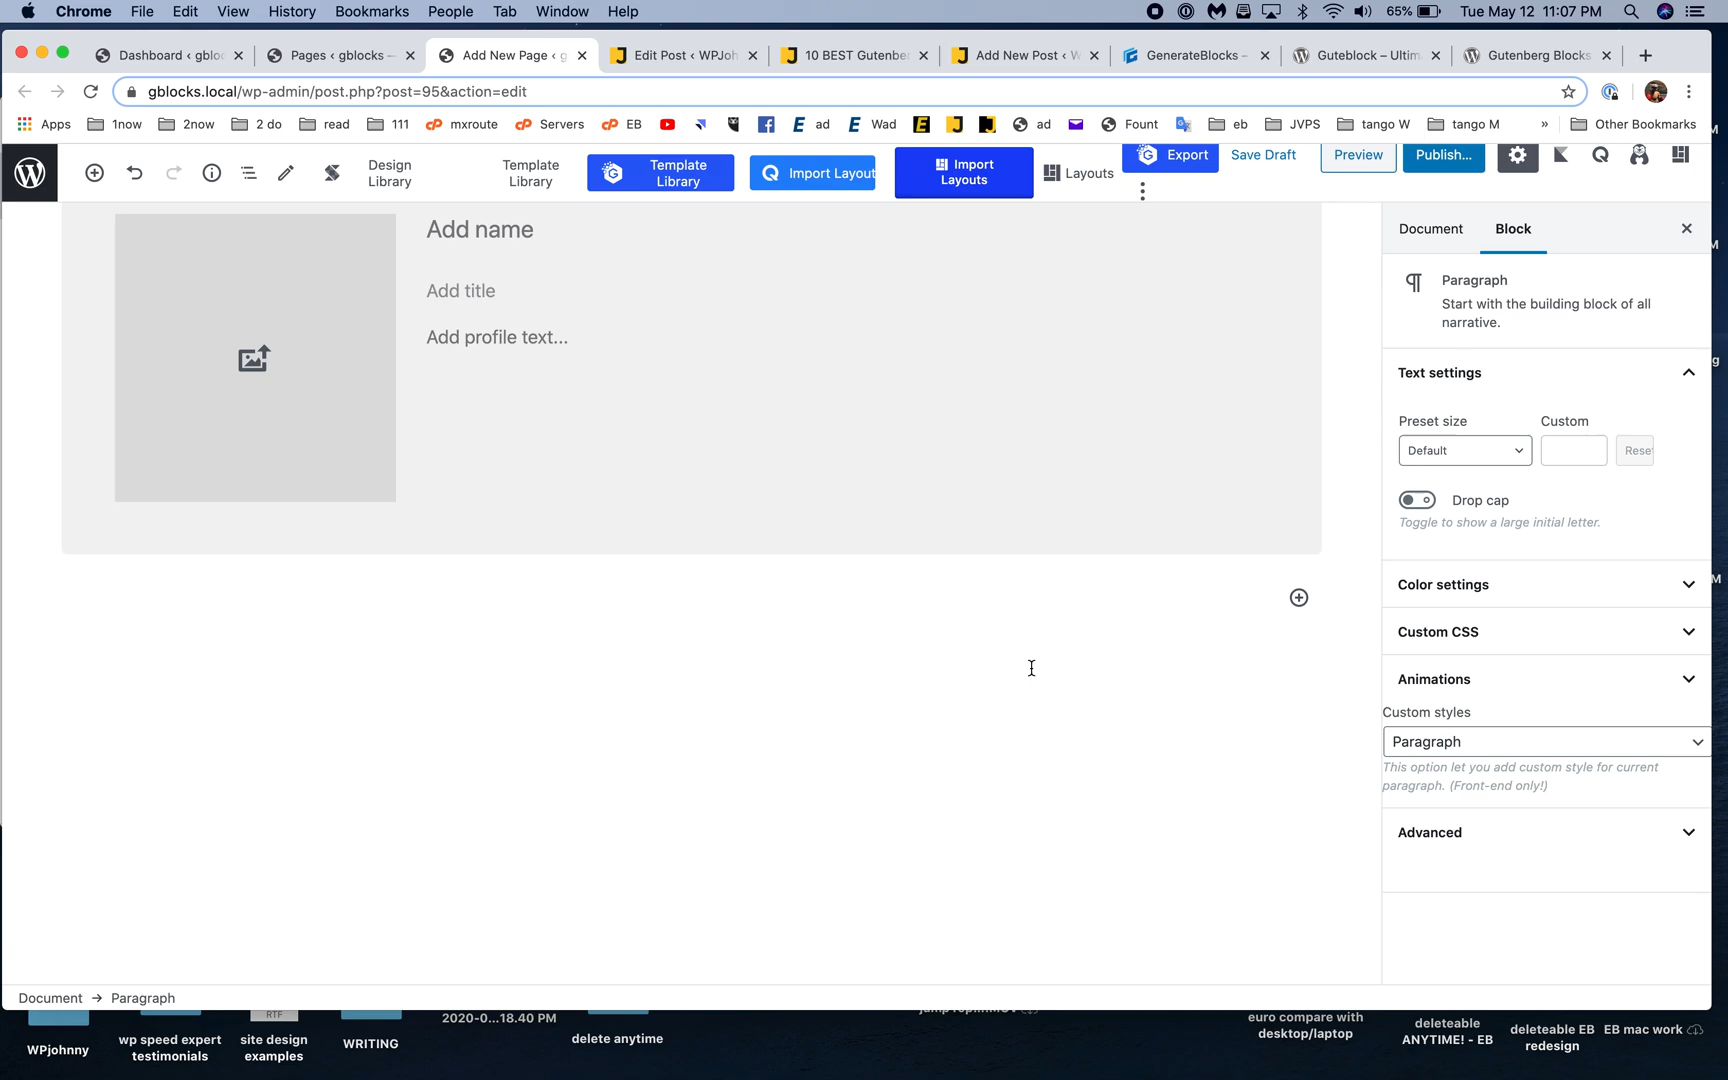 Chrome File Edit View History Bookmarks People Tab Window Help 65% Tue May 12 11:07 PM
Dashboard ‹ gbloc Pages ‹ gblocks — Add New Page ‹ g Edit Post ‹ WPJoh 10 BEST Gutenbe Add New Post ‹ W GenerateBlocks – Guteblock – Ultim Gutenberg Blocks
gblocks.local/wp-admin/post.php?post=95&action=edit
Apps 1now 2now 2 do read 111 mxroute Servers EB ad Wad ad Fount eb JVPS tango W tango M » Other Bookmarks
Design Library
Template Library
Template Library
Import Layout
Import Layouts
Layouts
Export
Save Draft
Preview
Publish...
Add name
Add title
Add profile text...
Document Block
Paragraph
Start with the building block of all
narrative.
Text settings
Preset size Custom
Default Reset
Drop cap
Toggle to show a large initial letter.
Color settings
Custom CSS
Animations
Custom styles
Paragraph
This option let you add custom style for current
paragraph. (Front-end only!)
Advanced
Document → Paragraph
WPjohnny
wp speed expert
testimonials
RTF
site design
examples
WRITING
2020-0...18.40 PM
delete anytime
euro compare with
desktop/laptop
deleteable
ANYTIME! - EB
deleteable EB
redesign
EB mac work